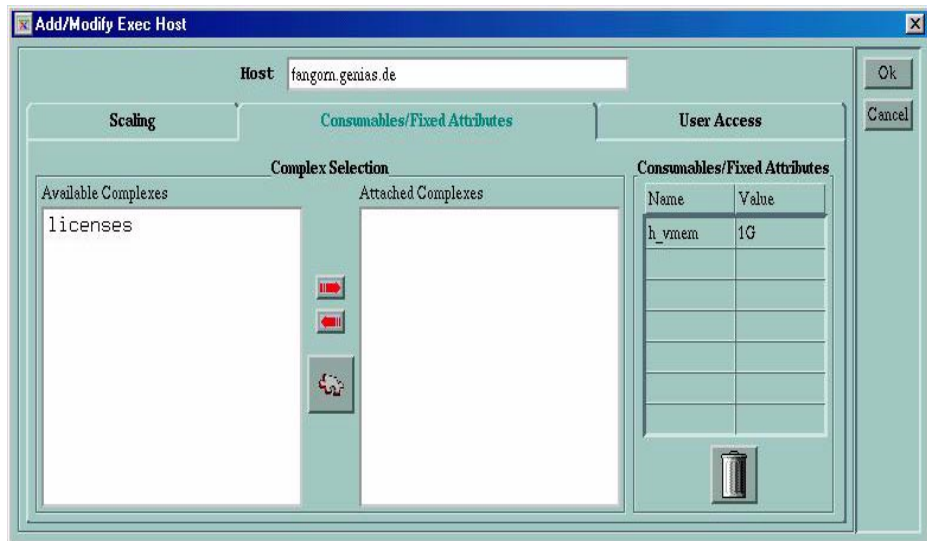 Add/Modify Exec Host
Host fangorn.genias.de
Ok
Cancel
Scaling
Consumables/Fixed Attributes
User Access
Complex Selection
Available Complexes
licenses
Attached Complexes
Consumables/Fixed Attributes
Name Value
h_vmem 1G